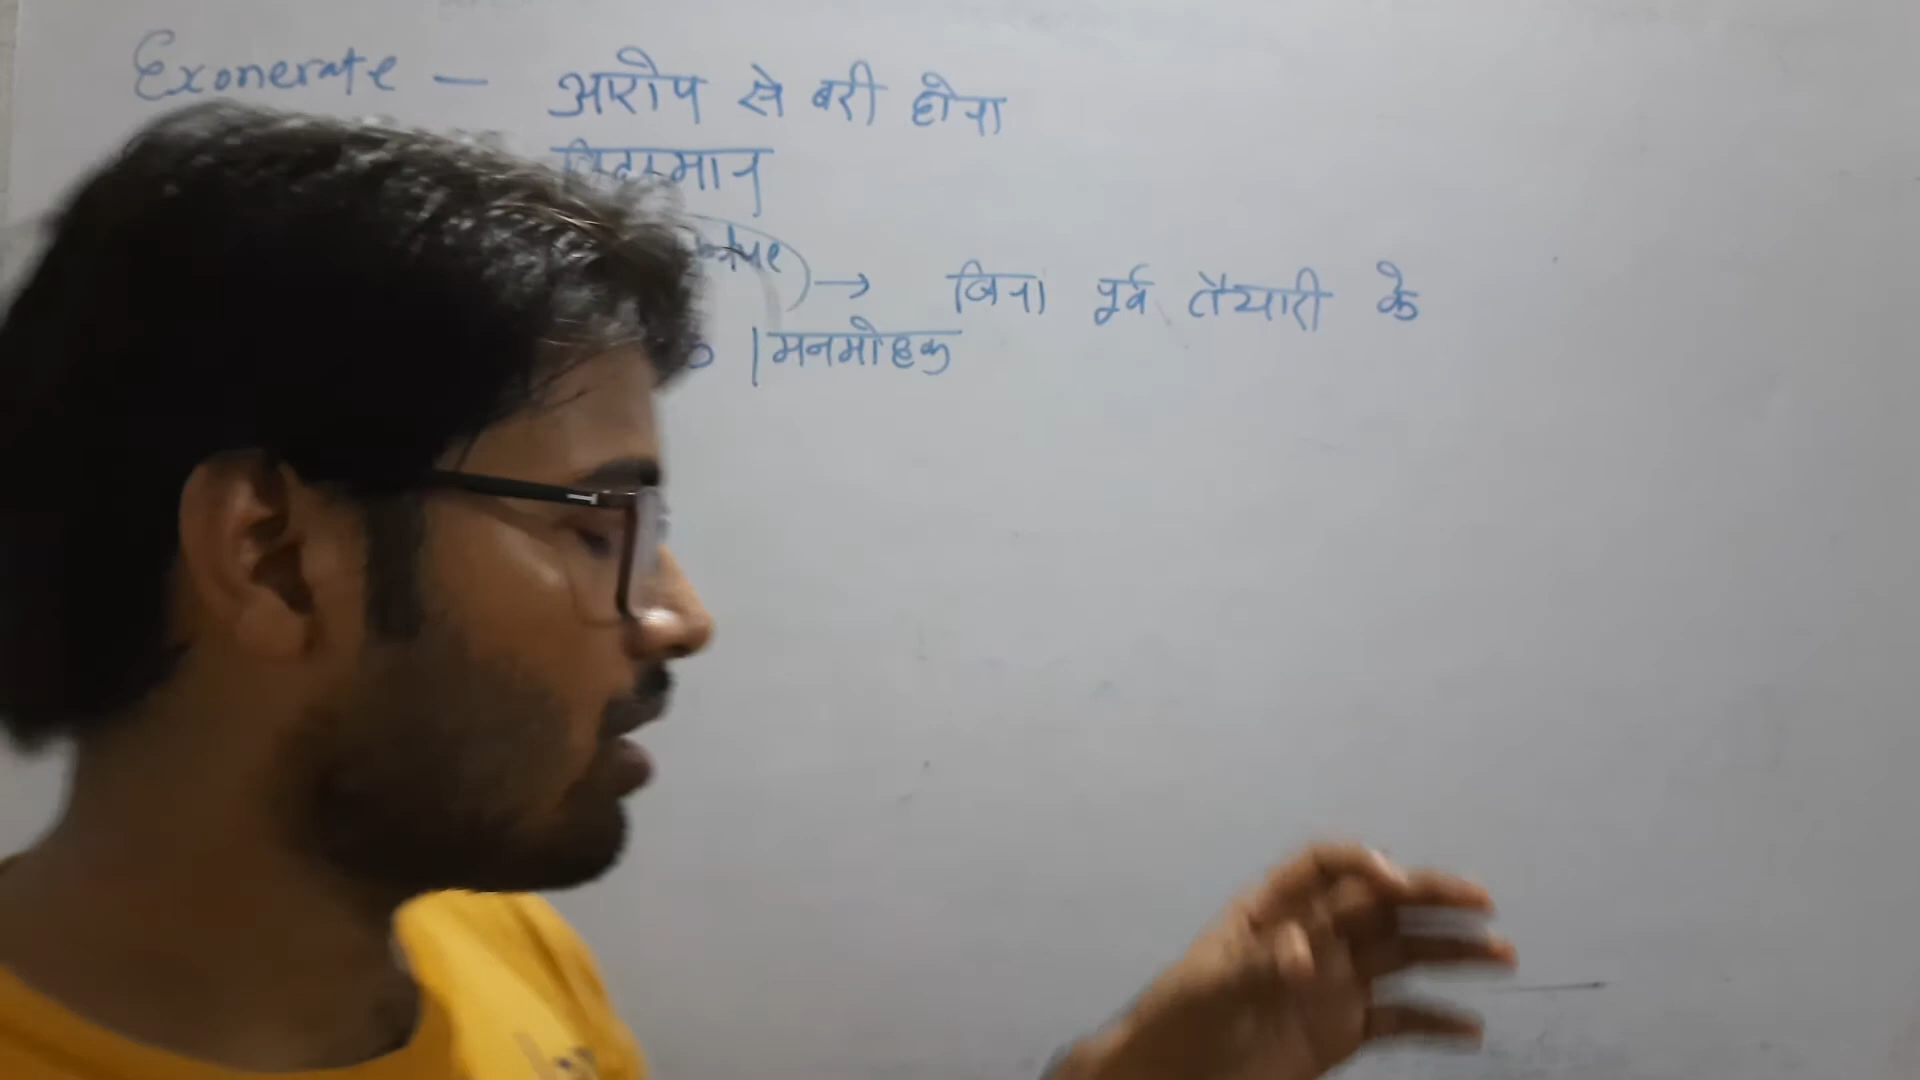 Exonerate — आरोप से बरी होना
विद्यमान
→ बिना पूर्व तैयारी के
|मनमोहक